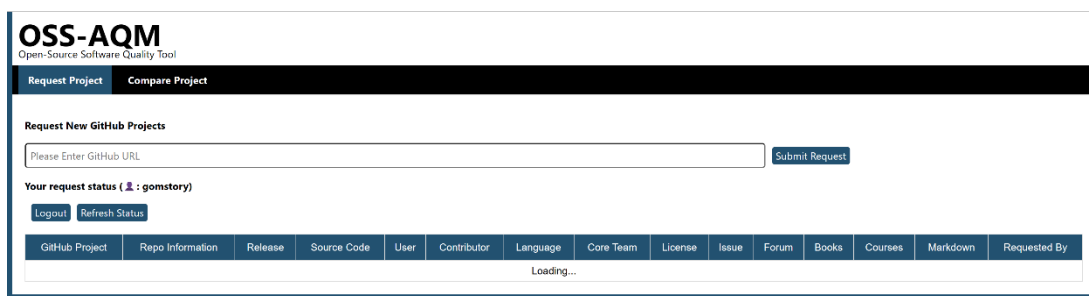 OSS-AQM
Open-Source Software Quality Tool
Request Project Compare Project
Request New GitHub Projects
Please Enter GitHub URL Submit Request
Your request status ( 👤 : gomstory)
Logout Refresh Status
GitHub Project Repo Information Release Source Code User Contributor Language Core Team License Issue Forum Books Courses Markdown Requested By
Loading...